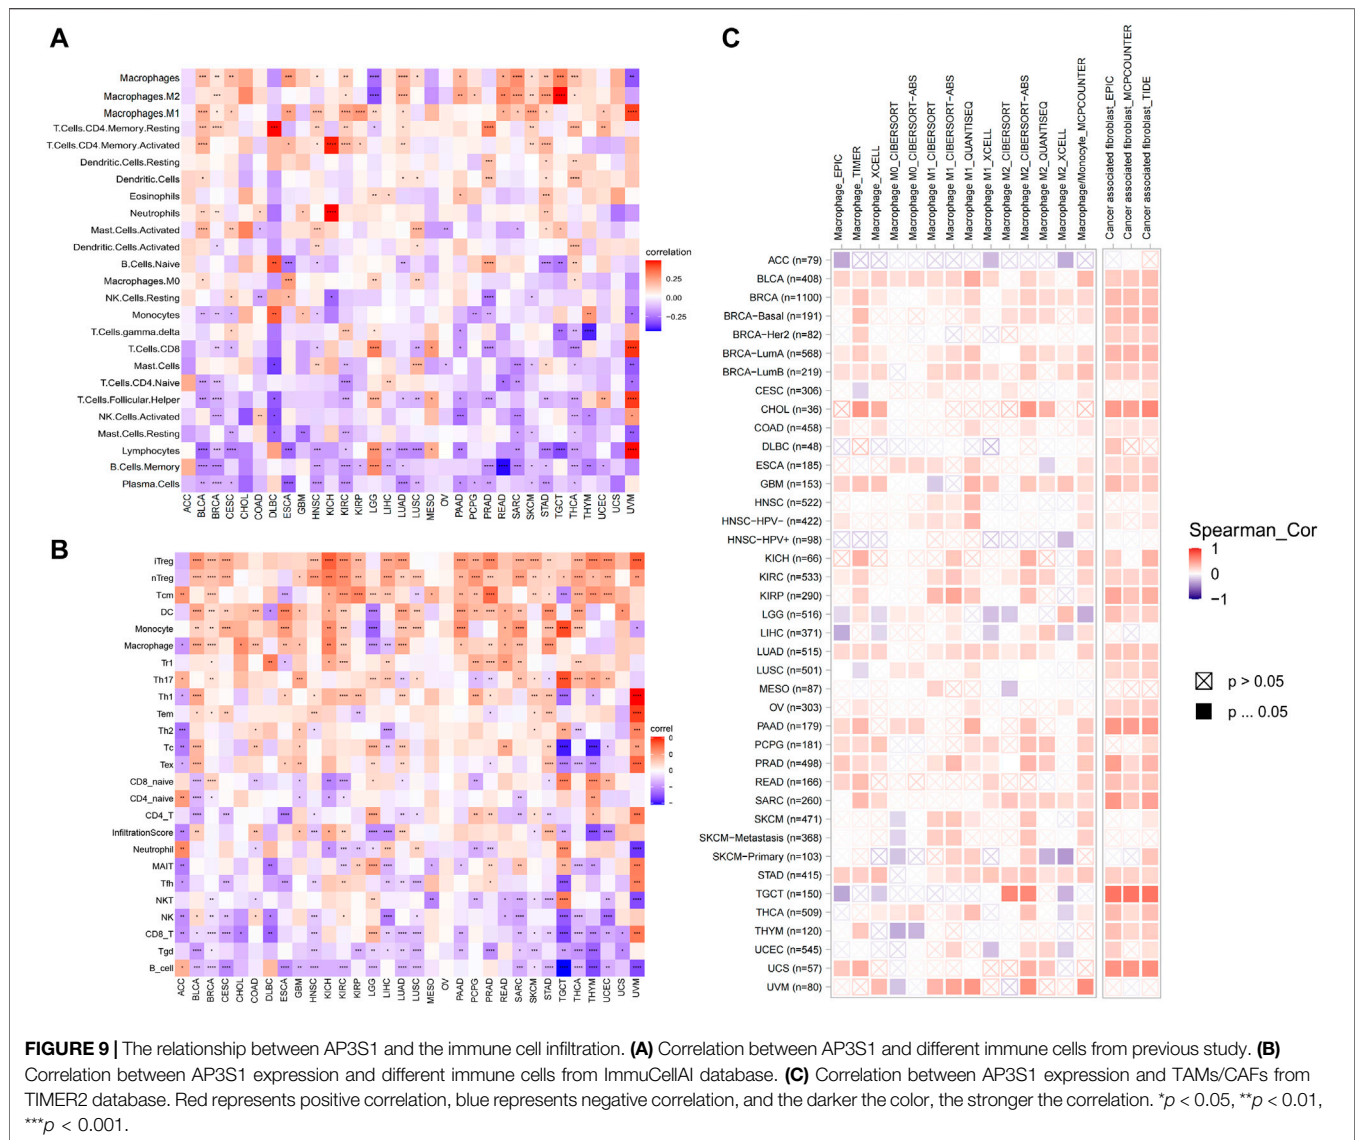 A
Macrophages
Macrophages.M2
Macrophages.M1
T.Cells.CD4.Memory.Resting
T.Cells.CD4.Memory.Activated
Dendritic.Cells.Resting
Dendritic.Cells
Eosinophils
Neutrophils
Mast.Cells.Activated
Dendritic.Cells.Activated
B.Cells.Naive
Macrophages.M0
NK.Cells.Resting
Monocytes
T.Cells.gamma.delta
T.Cells.CD8
Mast.Cells
T.Cells.CD4.Naive
T.Cells.Follicular.Helper
NK.Cells.Activated
Mast.Cells.Resting
Lymphocytes
B.Cells.Memory
Plasma.Cells
ACC BLCA BRCA CESC CHOL COAD DLBC ESCA GBM HNSC KICH KIRC KIRP LGG LIHC LUAD LUSC MESO OV PAAD PCPG PRAD READ SARC SKCM STAD TGCT THCA THYM UCEC UCS UVM
correlation
0.25
0.00
−0.25
B
iTreg
nTreg
Tcm
DC
Monocyte
Macrophage
Tr1
Th17
Th1
Tem
Th2
Tc
Tex
CD8_naive
CD4_naive
CD4_T
InfiltrationScore
Neutrophil
MAIT
Tfh
NKT
NK
CD8_T
Tgd
B_cell
ACC BLCA BRCA CESC CHOL COAD DLBC ESCA GBM HNSC KICH KIRC KIRP LGG LIHC LUAD LUSC MESO OV PAAD PCPG PRAD READ SARC SKCM STAD TGCT THCA THYM UCEC UCS UVM
correl
0
0
0
−
−
C
Macrophage_EPIC
Macrophage_TIMER
Macrophage_XCELL
Macrophage M0_CIBERSORT
Macrophage M0_CIBERSORT−ABS
Macrophage M1_CIBERSORT
Macrophage M1_CIBERSORT−ABS
Macrophage M1_QUANTISEQ
Macrophage M1_XCELL
Macrophage M2_CIBERSORT
Macrophage M2_CIBERSORT−ABS
Macrophage M2_QUANTISEQ
Macrophage M2_XCELL
Macrophage/Monocyte_MCPCOUNTER
Cancer associated fibroblast_EPIC
Cancer associated fibroblast_MCPCOUNTER
Cancer associated fibroblast_TIDE
ACC (n=79)
BLCA (n=408)
BRCA (n=1100)
BRCA−Basal (n=191)
BRCA−Her2 (n=82)
BRCA−LumA (n=568)
BRCA−LumB (n=219)
CESC (n=306)
CHOL (n=36)
COAD (n=458)
DLBC (n=48)
ESCA (n=185)
GBM (n=153)
HNSC (n=522)
HNSC−HPV− (n=422)
HNSC−HPV+ (n=98)
KICH (n=66)
KIRC (n=533)
KIRP (n=290)
LGG (n=516)
LIHC (n=371)
LUAD (n=515)
LUSC (n=501)
MESO (n=87)
OV (n=303)
PAAD (n=179)
PCPG (n=181)
PRAD (n=498)
READ (n=166)
SARC (n=260)
SKCM (n=471)
SKCM−Metastasis (n=368)
SKCM−Primary (n=103)
STAD (n=415)
TGCT (n=150)
THCA (n=509)
THYM (n=120)
UCEC (n=545)
UCS (n=57)
UVM (n=80)
Spearman_Cor
1
0
−1
p > 0.05
p ... 0.05
FIGURE 9 | The relationship between AP3S1 and the immune cell infiltration. (A) Correlation between AP3S1 and different immune cells from previous study. (B)
Correlation between AP3S1 expression and different immune cells from ImmuCellAI database. (C) Correlation between AP3S1 expression and TAMs/CAFs from
TIMER2 database. Red represents positive correlation, blue represents negative correlation, and the darker the color, the stronger the correlation. *p < 0.05, **p < 0.01,
***p < 0.001.